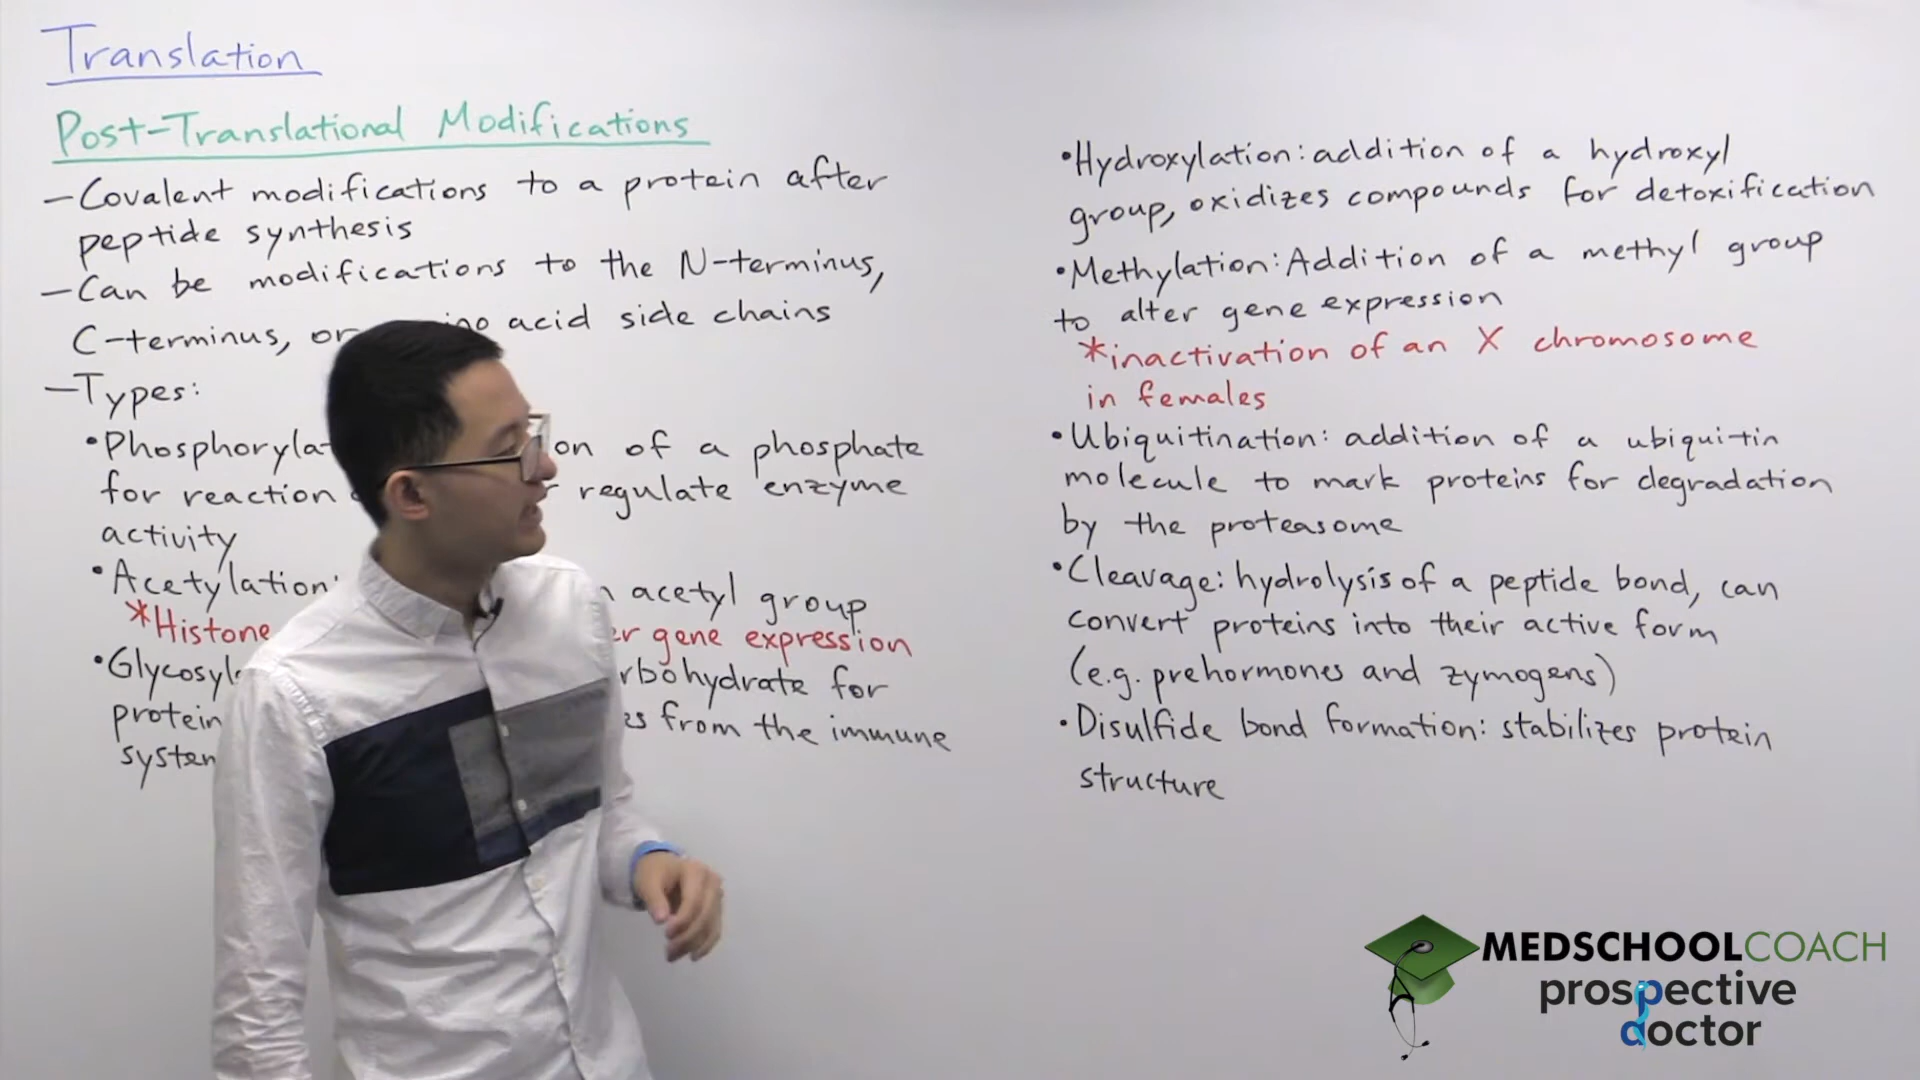 Translation
Post-Translational Modifications
- Covalent modifications to a protein after
peptide synthesis
- Can be modifications to the N-terminus,
C-terminus, or acid side chains
- Types:
• of a phosphate
for reaction regulate enzyme
activity
• Acetylation: acetyl group
*Histone gene expression
• for
protein from the immune
system
• Hydroxylation: addition of a hydroxyl
group, oxidizes compounds for detoxification
• Methylation: Addition of a methyl group
to alter gene expression
*inactivation of an X chromosome
in females
• Ubiquitination: addition of a ubiquitin
molecule to mark proteins for degradation
by the proteasome
• Cleavage: hydrolysis of a peptide bond, can
convert proteins into their active form
(e.g. prehormones and zymogens)
• Disulfide bond formation: stabilizes protein
structure
MEDSCHOOLCOACH
prospective
doctor